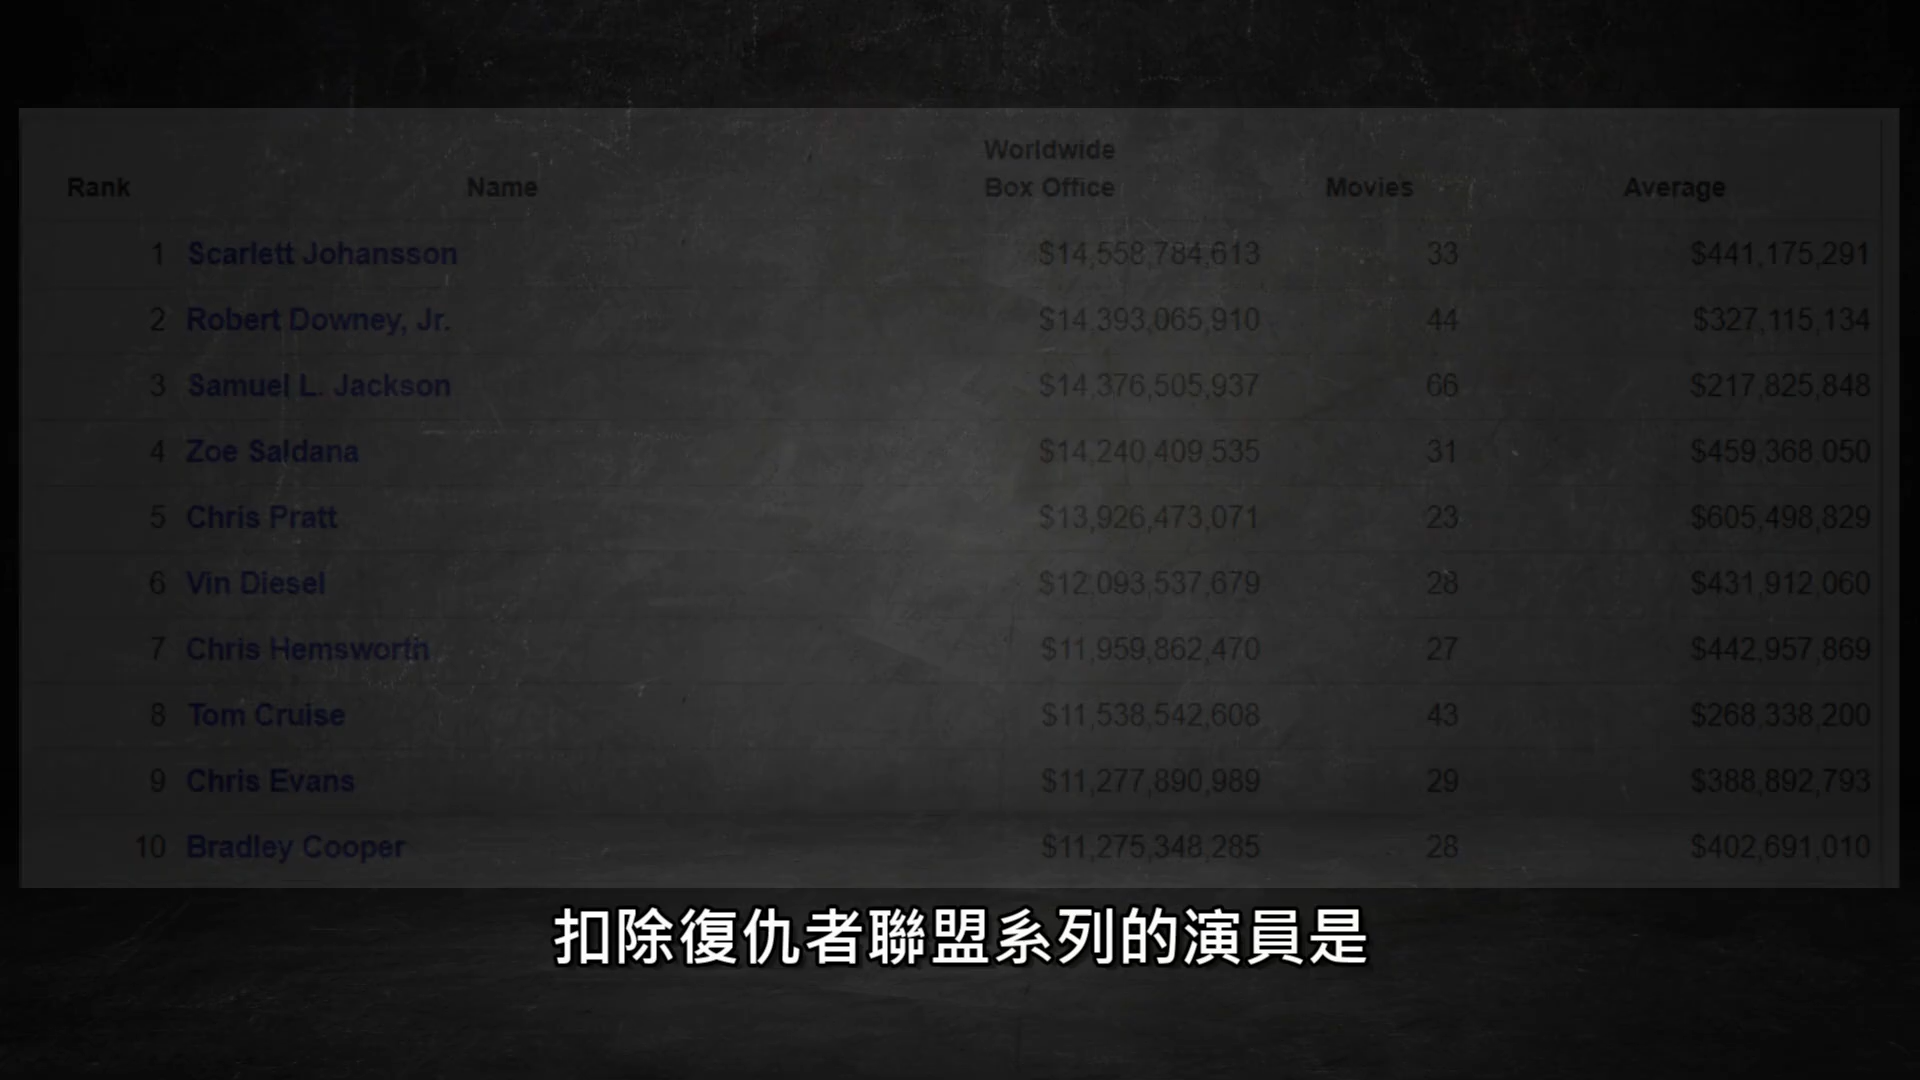 Rank Name Worldwide Box Office Movies Average
1 Scarlett Johansson $14,558,784,613 33 $441,175,291
2 Robert Downey, Jr. $14,393,065,910 44 $327,115,134
3 Samuel L. Jackson $14,376,505,937 66 $217,825,848
4 Zoe Saldana $14,240,409,535 31 $459,368,050
5 Chris Pratt $13,926,473,071 23 $605,498,829
6 Vin Diesel $12,093,537,679 28 $431,912,060
7 Chris Hemsworth $11,959,862,470 27 $442,957,869
8 Tom Cruise $11,538,542,608 43 $268,338,200
9 Chris Evans $11,277,890,989 29 $388,892,793
10 Bradley Cooper $11,275,348,285 28 $402,691,010
扣除復仇者聯盟系列的演員是